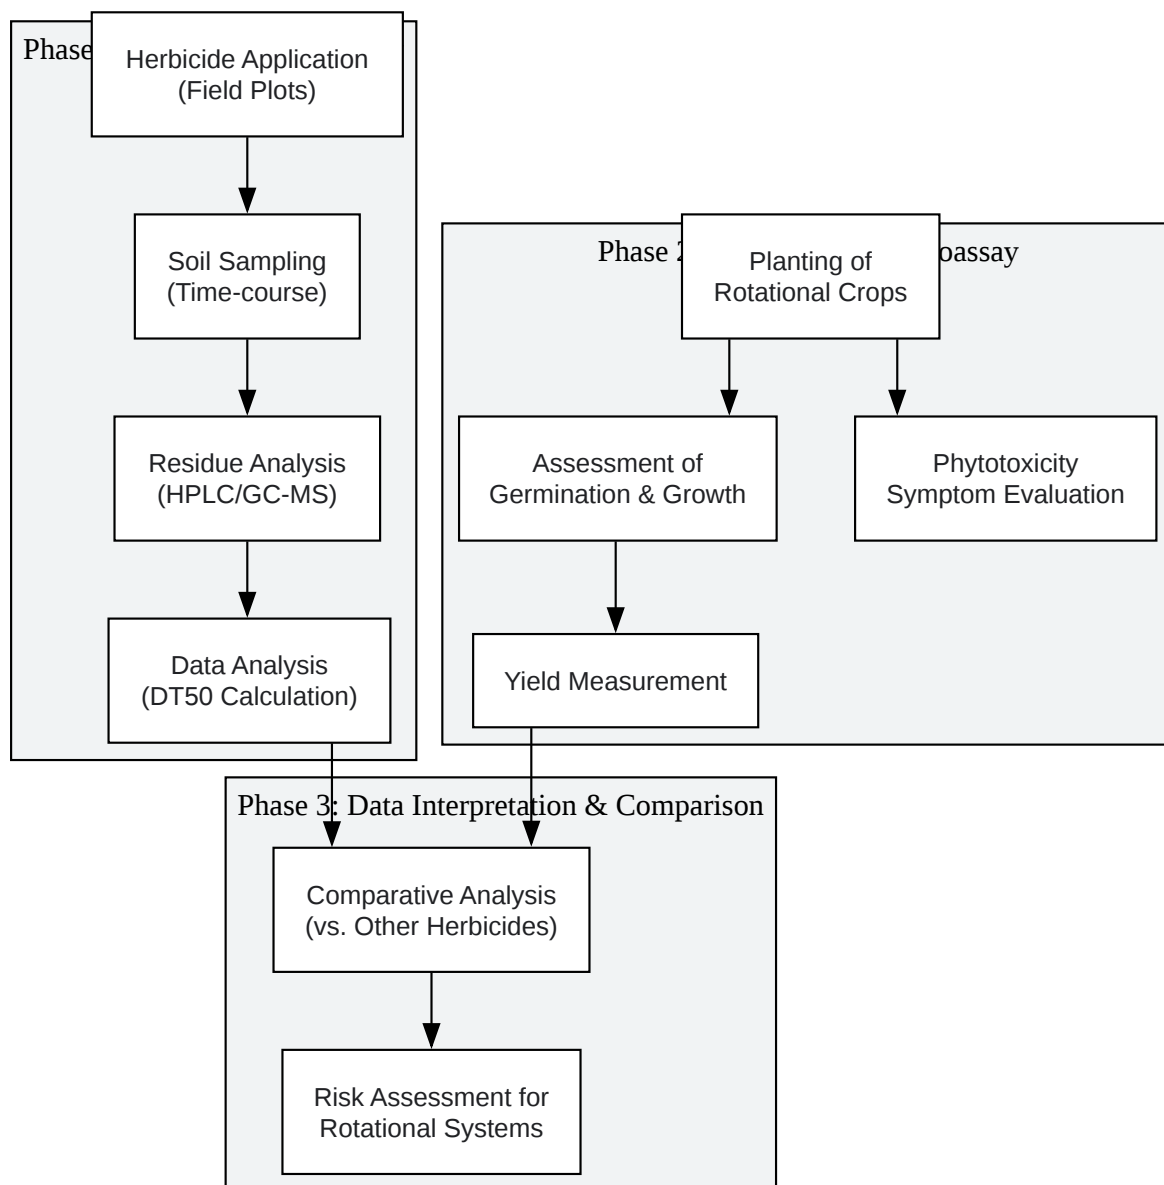 Phase
Herbicide Application
(Field Plots)
Soil Sampling
(Time-course)
Residue Analysis
(HPLC/GC-MS)
Data Analysis
(DT50 Calculation)
Phase 2 oassay
Planting of
Rotational Crops
Assessment of
Germination & Growth
Phytotoxicity
Symptom Evaluation
Yield Measurement
Phase 3: Data Interpretation & Comparison
Comparative Analysis
(vs. Other Herbicides)
Risk Assessment for
Rotational Systems